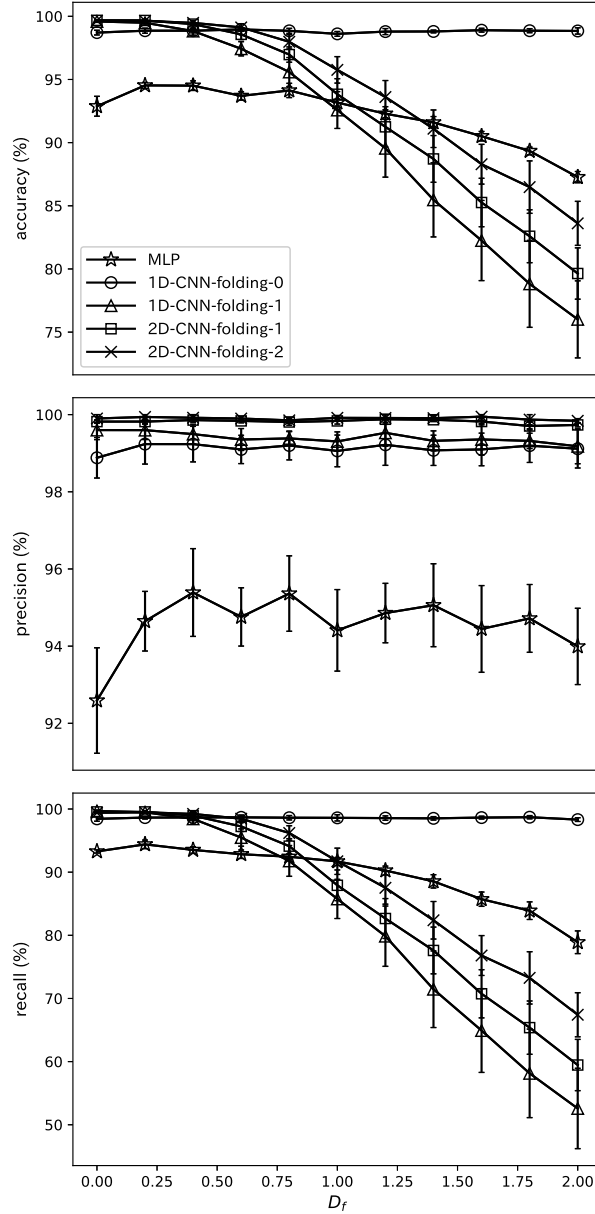 100
95
90
85
80
75
accuracy (%)
MLP
1D-CNN-folding-0
1D-CNN-folding-1
2D-CNN-folding-1
2D-CNN-folding-2
100
98
96
94
92
precision (%)
100
90
80
70
60
50
recall (%)
0.00 0.25 0.50 0.75 1.00 1.25 1.50 1.75 2.00
D_f